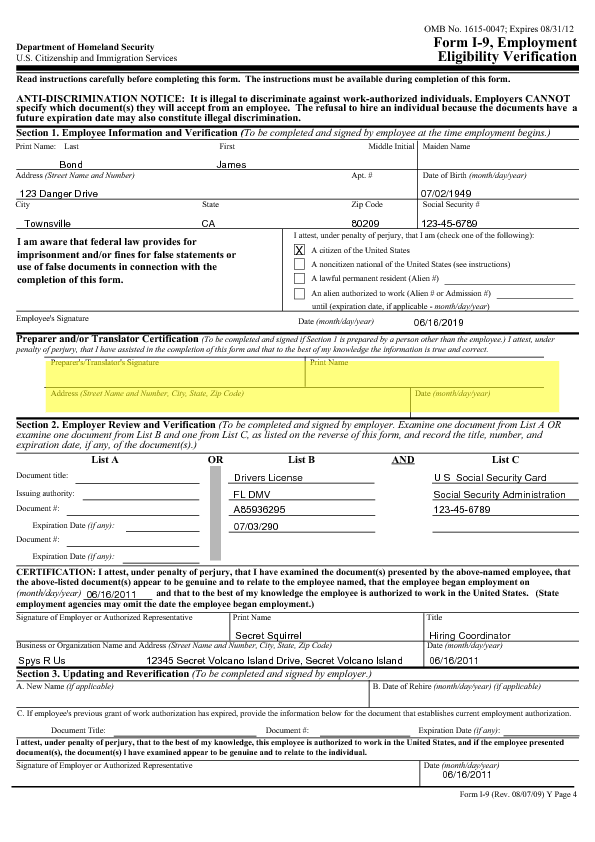 OMB No. 1615-0047; Expires 08/31/12
Department of Homeland Security
U.S. Citizenship and Immigration Services
Form I-9, Employment
Eligibility Verification
Read instructions carefully before completing this form. The instructions must be available during completion of this form.
ANTI-DISCRIMINATION NOTICE: It is illegal to discriminate against work-authorized individuals. Employers CANNOT
specify which document(s) they will accept from an employee. The refusal to hire an individual because the documents have a
future expiration date may also constitute illegal discrimination.
Section 1. Employee Information and Verification (To be completed and signed by employee at the time employment begins.)
Print Name: Last First Middle Initial Maiden Name
Bond James
Address (Street Name and Number) Apt. # Date of Birth (month/day/year)
123 Danger Drive 07/02/1949
City State Zip Code Social Security #
Townsville CA 80209 123-45-6789
I am aware that federal law provides for
imprisonment and/or fines for false statements or
use of false documents in connection with the
completion of this form.
I attest, under penalty of perjury, that I am (check one of the following):
X A citizen of the United States
A noncitizen national of the United States (see instructions)
A lawful permanent resident (Alien #)
An alien authorized to work (Alien # or Admission #)
until (expiration date, if applicable - month/day/year)
Employee's Signature Date (month/day/year) 06/16/2019
Preparer and/or Translator Certification (To be completed and signed if Section 1 is prepared by a person other than the employee.) I attest, under
penalty of perjury, that I have assisted in the completion of this form and that to the best of my knowledge the information is true and correct.
Preparer's/Translator's Signature Print Name
Address (Street Name and Number, City, State, Zip Code) Date (month/day/year)
Section 2. Employer Review and Verification (To be completed and signed by employer. Examine one document from List A OR
examine one document from List B and one from List C, as listed on the reverse of this form, and record the title, number, and
expiration date, if any, of the document(s).)
List A OR List B AND List C
Document title: Drivers License U S Social Security Card
Issuing authority: FL DMV Social Security Administration
Document #: A85936295 123-45-6789
Expiration Date (if any): 07/03/290
Document #:
Expiration Date (if any):
CERTIFICATION: I attest, under penalty of perjury, that I have examined the document(s) presented by the above-named employee, that
the above-listed document(s) appear to be genuine and to relate to the employee named, that the employee began employment on
(month/day/year) 06/16/2011 and that to the best of my knowledge the employee is authorized to work in the United States. (State
employment agencies may omit the date the employee began employment.)
Signature of Employer or Authorized Representative Print Name Title
Secret Squirrel Hiring Coordinator
Business or Organization Name and Address (Street Name and Number, City, State, Zip Code) Date (month/day/year)
Spys R Us 12345 Secret Volcano Island Drive, Secret Volcano Island 06/16/2011
Section 3. Updating and Reverification (To be completed and signed by employer.)
A. New Name (if applicable) B. Date of Rehire (month/day/year) (if applicable)
C. If employee's previous grant of work authorization has expired, provide the information below for the document that establishes current employment authorization.
Document Title: Document #: Expiration Date (if any):
I attest, under penalty of perjury, that to the best of my knowledge, this employee is authorized to work in the United States, and if the employee presented
document(s), the document(s) I have examined appear to be genuine and to relate to the individual.
Signature of Employer or Authorized Representative Date (month/day/year)
06/16/2011
Form I-9 (Rev. 08/07/09) Y Page 4